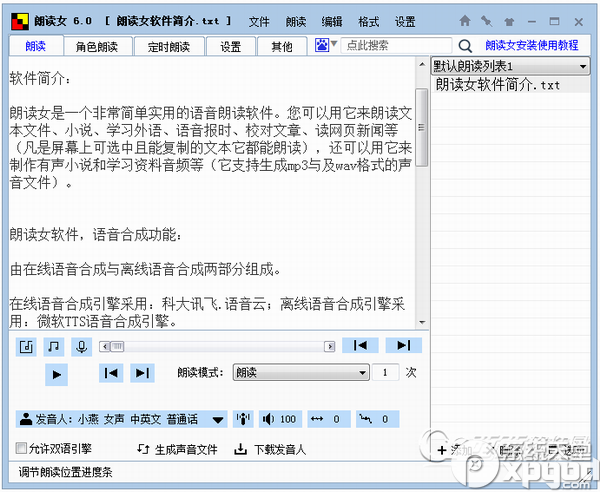 朗读女 6.0 [ 朗读女软件简介.txt ] 文件 朗读 编辑 格式 设置
朗读 角色朗读 定时朗读 设置 其他 点此搜索 朗读女安装使用教程
默认朗读列表1
朗读女软件简介.txt
软件简介：
朗读女是一个非常简单实用的语音朗读软件。您可以用它来朗读文
本文件、小说、学习外语、语音报时、校对文章、读网页新闻等
（凡是屏幕上可选中且能复制的文本它都能朗读），还可以用它来
制作有声小说和学习资料音频等（它支持生成mp3与及wav格式的声
音文件）。
朗读女软件，语音合成功能：
由在线语音合成与离线语音合成两部分组成。
在线语音合成引擎采用：科大讯飞.语音云；离线语音合成引擎采
用：微软TTS语音合成引擎。
朗读模式： 朗读 1 次
发音人：小燕 女声 中英文 普通话 100 0 0
允许双语引擎 生成声音文件 下载发音人 添加
调节朗读位置进度条